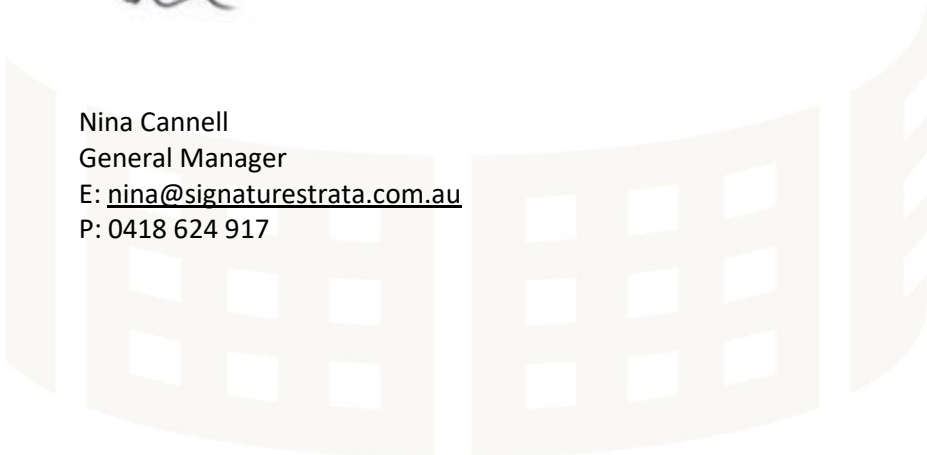 Nina Cannell
General Manager
E: nina@signaturestrata.com.au
P: 0418 624 917